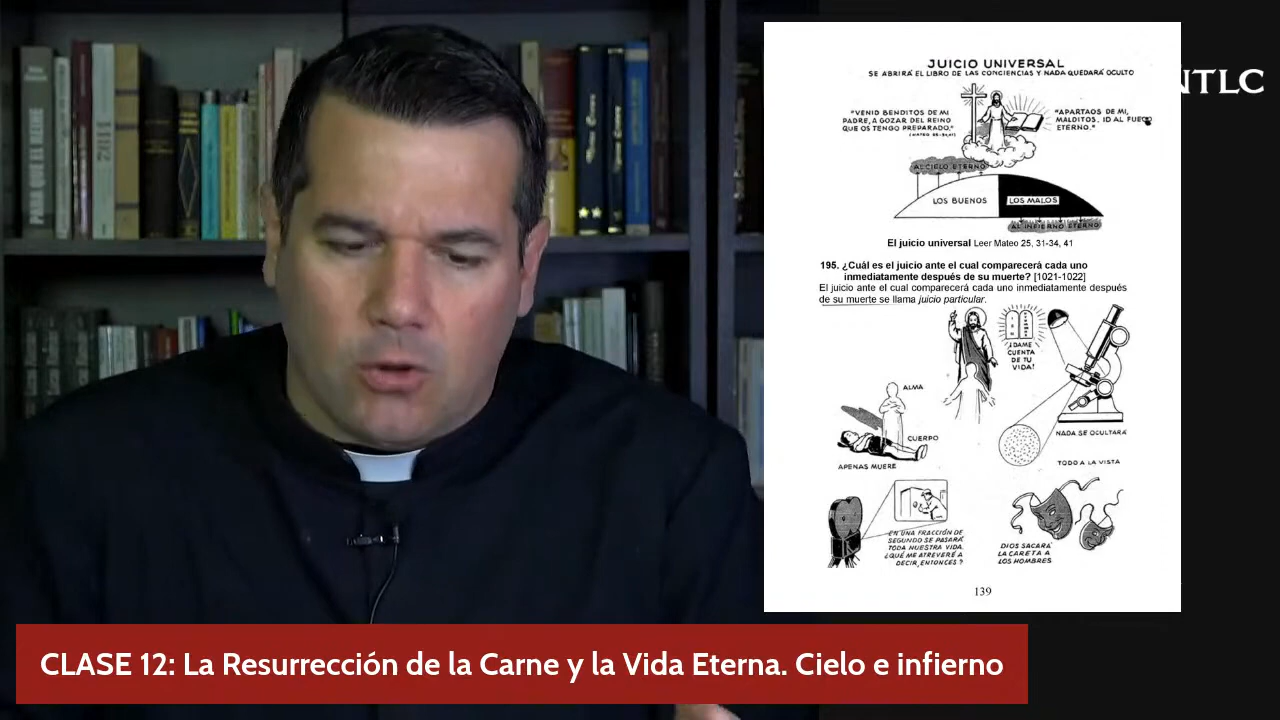 PARA QUE EL REINE
JUICIO UNIVERSAL
SE ABRIRÁ EL LIBRO DE LAS CONCIENCIAS Y NADA QUEDARÁ OCULTO
"VENID BENDITOS DE MI
PADRE, A GOZAR DEL REINO
QUE OS TENGO PREPARADO."
"APARTAOS DE MI,
MALDITOS. ID AL FUEGO
ETERNO."
AL CIELO ETERNO
LOS BUENOS
LOS MALOS
AL INFIERNO ETERNO
El juicio universal Leer Mateo 25, 31-34, 41
195. ¿Cuál es el juicio ante el cual comparecerá cada uno
inmediatamente después de su muerte? [1021-1022]
El juicio ante el cual comparecerá cada uno inmediatamente después
de su muerte se llama juicio particular.
¡DAME
CUENTA
DE TU
VIDA!
ALMA
CUERPO
APENAS MUERE
NADA SE OCULTARÁ
TODO A LA VISTA
EN UNA FRACCIÓN DE
SEGUNDO SE PASARÁ
TODA NUESTRA VIDA.
¿QUÉ ME ATREVERÉ A
DECIR, ENTONCES?
DIOS SACARÁ
LA CARETA A
LOS HOMBRES
139
NTLC
CLASE 12: La Resurrección de la Carne y la Vida Eterna. Cielo e infierno